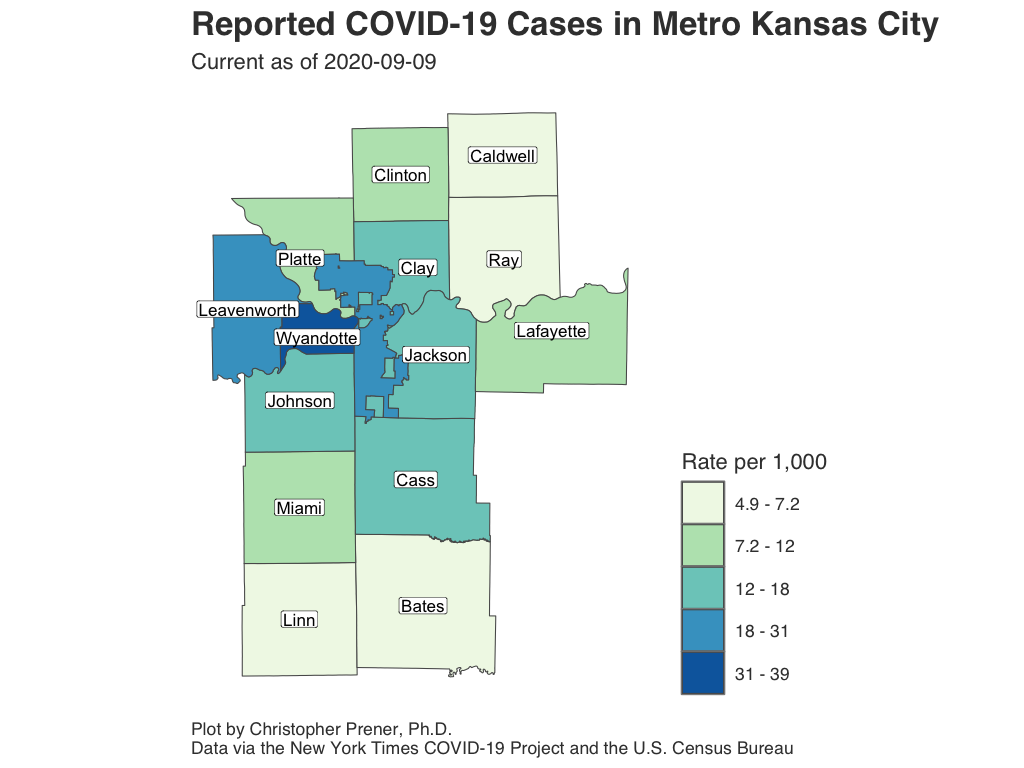 Reported COVID-19 Cases in Metro Kansas City
Current as of 2020-09-09
Caldwell
Clinton
Platte
Clay
Ray
Leavenworth
Wyandotte
Lafayette
Jackson
Johnson
Cass
Miami
Bates
Linn
Rate per 1,000
4.9 - 7.2
7.2 - 12
12 - 18
18 - 31
31 - 39
Plot by Christopher Prener, Ph.D.
Data via the New York Times COVID-19 Project and the U.S. Census Bureau